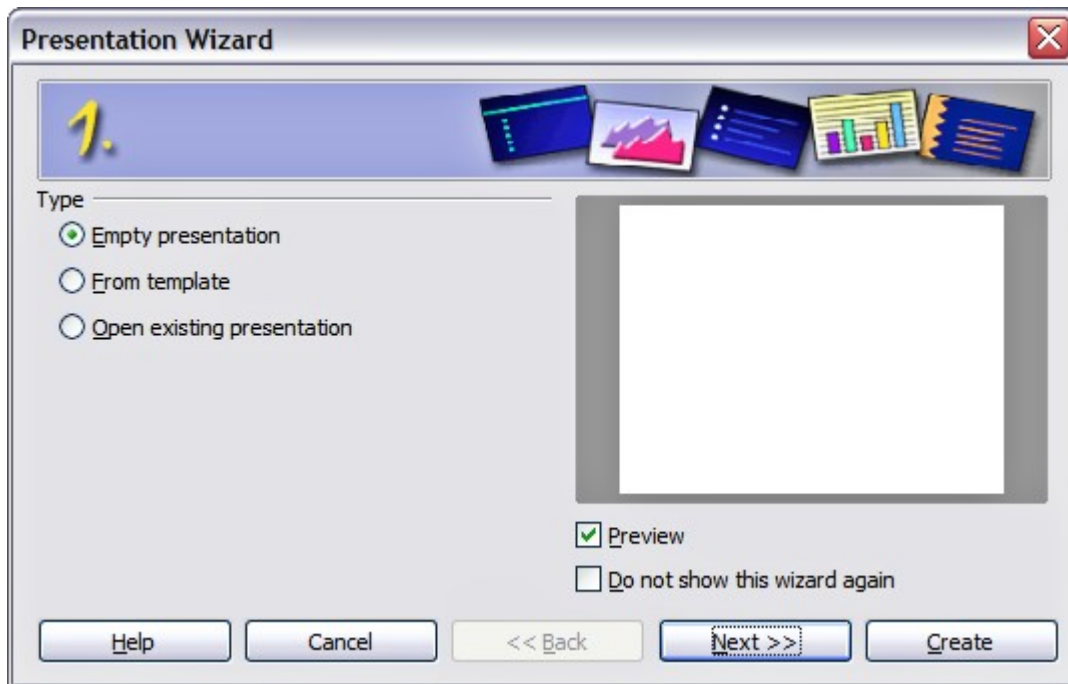 Presentation Wizard
1.
Type
Empty presentation
From template
Open existing presentation
Preview
Do not show this wizard again
Help
Cancel
<< Back
Next >>
Create